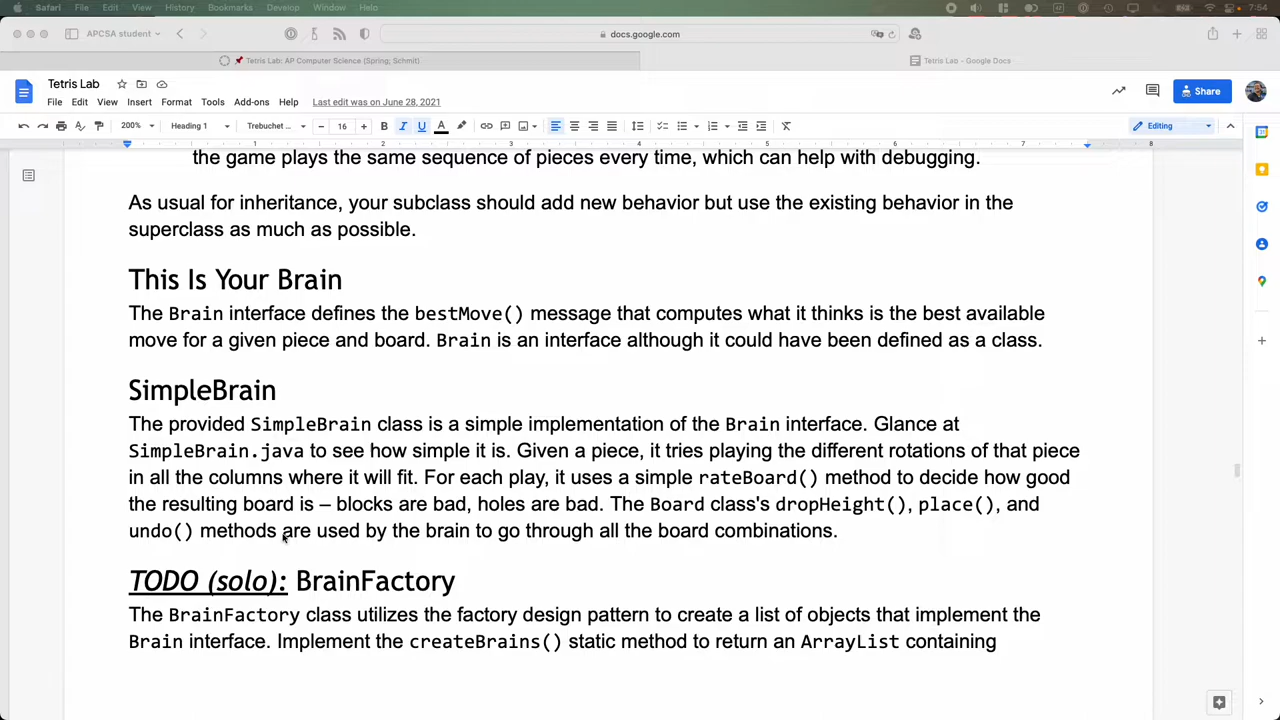 Safari File Edit View History Bookmarks Develop Window Help 7:54
APCSA student docs.google.com
Tetris Lab: AP Computer Science (Spring; Schmit) Tetris Lab - Google Docs
Tetris Lab
File Edit View Insert Format Tools Add-ons Help Last edit was on June 28, 2021 Share
200% Heading 1 Trebuchet ... 16 B I U A Editing
1 2 3 4 5 6 7 8
the game plays the same sequence of pieces every time, which can help with debugging.
As usual for inheritance, your subclass should add new behavior but use the existing behavior in the
superclass as much as possible.
This Is Your Brain
The Brain interface defines the bestMove() message that computes what it thinks is the best available
move for a given piece and board. Brain is an interface although it could have been defined as a class.
SimpleBrain
The provided SimpleBrain class is a simple implementation of the Brain interface. Glance at
SimpleBrain.java to see how simple it is. Given a piece, it tries playing the different rotations of that piece
in all the columns where it will fit. For each play, it uses a simple rateBoard() method to decide how good
the resulting board is – blocks are bad, holes are bad. The Board class's dropHeight(), place(), and
undo() methods are used by the brain to go through all the board combinations.
TODO (solo): BrainFactory
The BrainFactory class utilizes the factory design pattern to create a list of objects that implement the
Brain interface. Implement the createBrains() static method to return an ArrayList containing